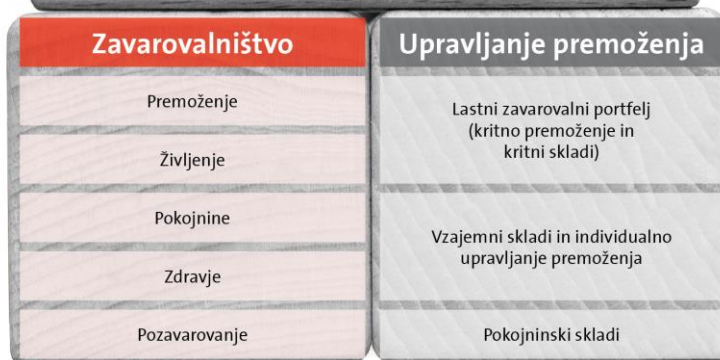 Zavarovalništvo
Premoženje
Življenje
Pokojnine
Zdravje
Pozavarovanje
Upravljanje premoženja
Lastni zavarovalni portfelj
(kritno premoženje in
kritni skladi)
Vzajemni skladi in individualno
upravljanje premoženja
Pokojninski skladi